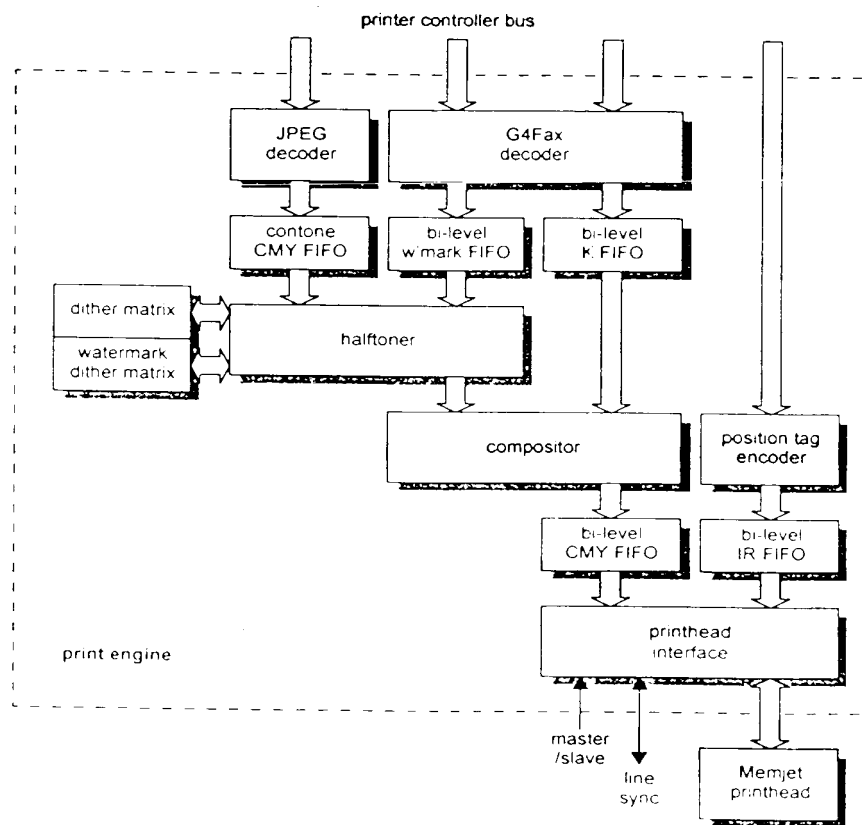 printer controller bus
JPEG
decoder
G4Fax
decoder
contone
CMY FIFO
bi-level
w'mark FIFO
bi-level
K FIFO
dither matrix
watermark
dither matrix
halftoner
compositor
position tag
encoder
bi-level
CMY FIFO
bi-level
IR FIFO
printhead
interface
print engine
master
/slave
line
sync
Memjet
printhead